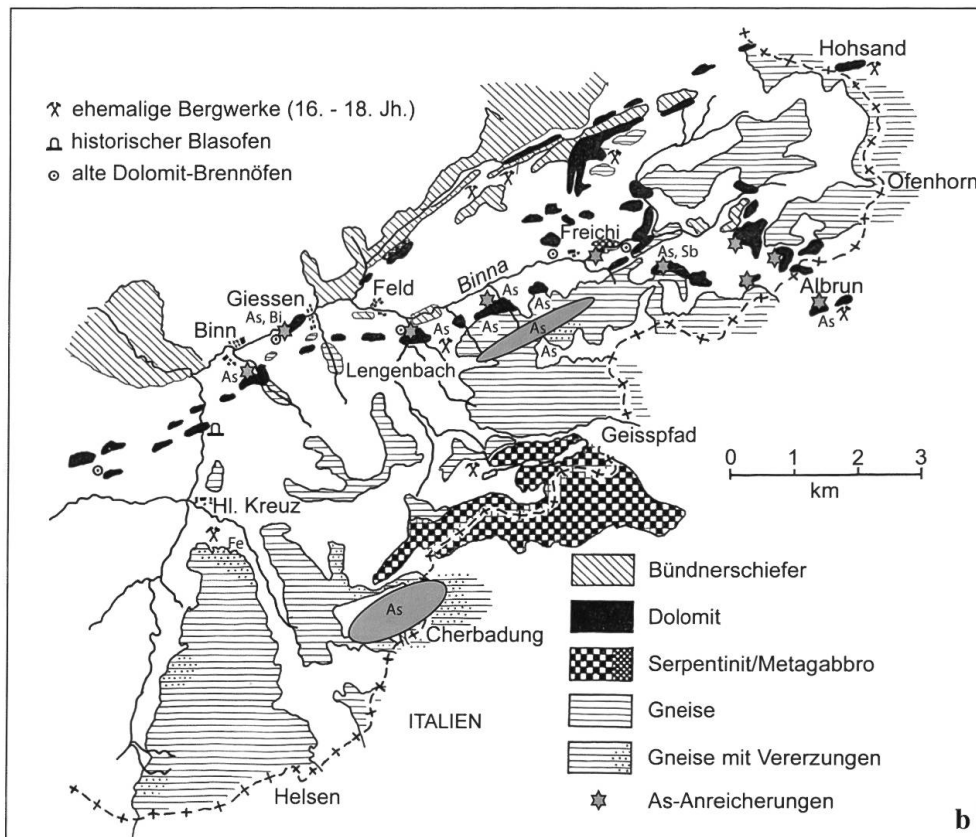 Hohsand
ehemalige Bergwerke (16. - 18. Jh.)
historischer Blasofen
alte Dolomit-Brennöfen
Ofenhorn
Freichi
Binna
As, Sb
Feld
Albrun
Giessen
As
As
As, Bi
As
As
Binn
As
As
Lengenbach
As
As
Geisspfad
0 1 2 3
km
Hl. Kreuz
Fe
Bündnerschiefer
As
Dolomit
Cherbadung
Serpentinit/Metagabbro
ITALIEN
Gneise
Gneise mit Vererzungen
Helsen
As-Anreicherungen
b